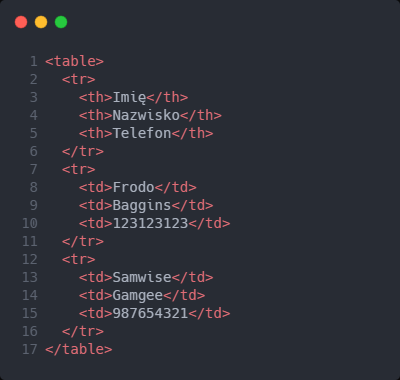 1 <table>
2   <tr>
3     <th>Imię</th>
4     <th>Nazwisko</th>
5     <th>Telefon</th>
6   </tr>
7   <tr>
8     <td>Frodo</td>
9     <td>Baggins</td>
10     <td>123123123</td>
11   </tr>
12   <tr>
13     <td>Samwise</td>
14     <td>Gamgee</td>
15     <td>987654321</td>
16   </tr>
17 </table>